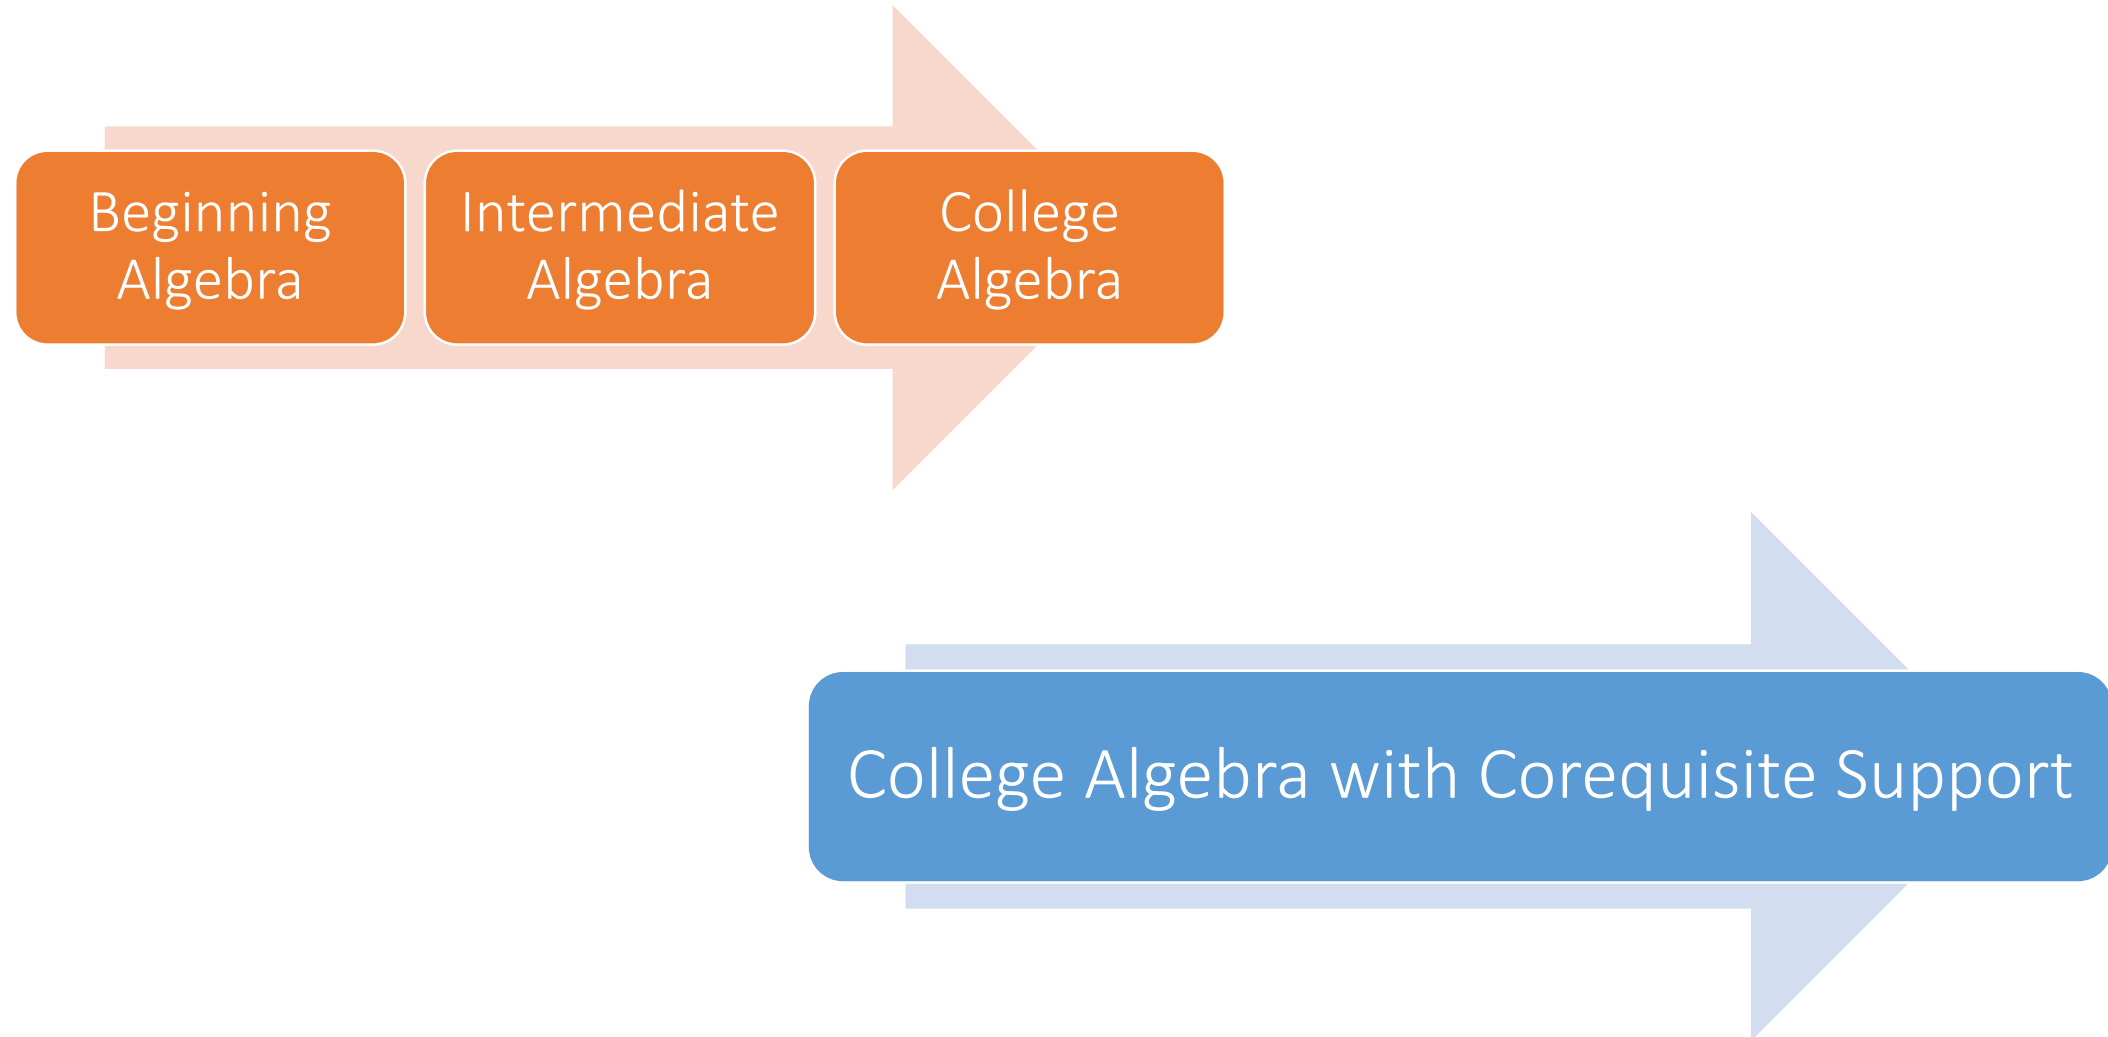 Beginning
Algebra
Intermediate
Algebra
College
Algebra
College Algebra with Corequisite Support